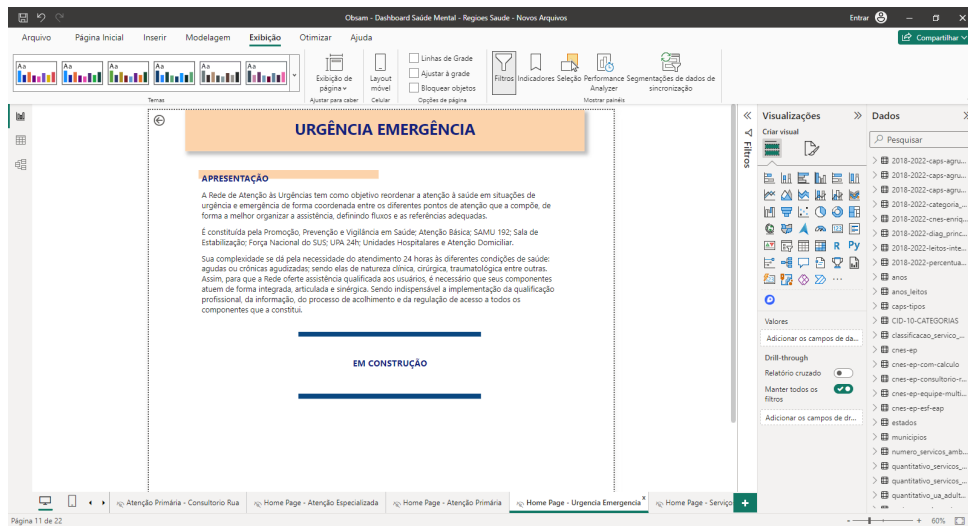 Obsam - Dashboard Saúde Mental - Regioes Saude - Novos Arquivos
Entrar
Arquivo
Página Inicial
Inserir
Modelagem
Exibição
Otimizar
Ajuda
Compartilhar
Aa
Aa
Aa
Aa
Aa
Aa
Temas
Exibição de
página
Ajustar para caber
Layout
móvel
Celular
Linhas de Grade
Ajustar à grade
Bloquear objetos
Opções de página
Filtros
Indicadores
Seleção
Performance
Analyzer
Segmentações de dados de
sincronização
Mostrar painéis
URGÊNCIA EMERGÊNCIA
APRESENTAÇÃO
A Rede de Atenção às Urgências tem como objetivo reordenar a atenção à saúde em situações de
urgência e emergência de forma coordenada entre os diferentes pontos de atenção que a compõe, de
forma a melhor organizar a assistência, definindo fluxos e as referências adequadas.
É constituída pela Promoção, Prevenção e Vigilância em Saúde; Atenção Básica; SAMU 192; Sala de
Estabilização; Força Nacional do SUS; UPA 24h; Unidades Hospitalares e Atenção Domiciliar.
Sua complexidade se dá pela necessidade do atendimento 24 horas às diferentes condições de saúde:
agudas ou crônicas agudizadas; sendo elas de natureza clínica, cirúrgica, traumatológica entre outras.
Assim, para que a Rede oferte assistência qualificada aos usuários, é necessário que seus componentes
atuem de forma integrada, articulada e sinérgica. Sendo indispensável a implementação da qualificação
profissional, da informação, do processo de acolhimento e da regulação de acesso a todos os
componentes que a constitui.
EM CONSTRUÇÃO
Filtros
Visualizações
Criar visual
R
Py
Valores
Adicionar os campos de da...
Drill-through
Relatório cruzado
Manter todos os
filtros
Adicionar os campos de dr...
Dados
Pesquisar
2018-2022-caps-agru...
2018-2022-caps-agru...
2018-2022-caps-agru...
2018-2022-categoria_...
2018-2022-cnes-enriq...
2018-2022-diag_princ...
2018-2022-leitos-inte...
2018-2022-percentua...
anos
anos_leitos
caps-tipos
CID-10-CATEGORIAS
classificacao_servico_...
cnes-ep
cnes-ep-com-calculo
cnes-ep-consultorio-r...
cnes-ep-equipe-multi...
cnes-ep-esf-eap
estados
municipios
numero_servicos_amb...
quantitativo_servicos_...
quantitativo_servicos_...
quantitativo_ua_adult...
Atenção Primária - Consultorio Rua
Home Page - Atenção Especializada
Home Page - Atenção Primária
Home Page - Urgencia Emergencia
Home Page - Serviço
Página 11 de 22
60%